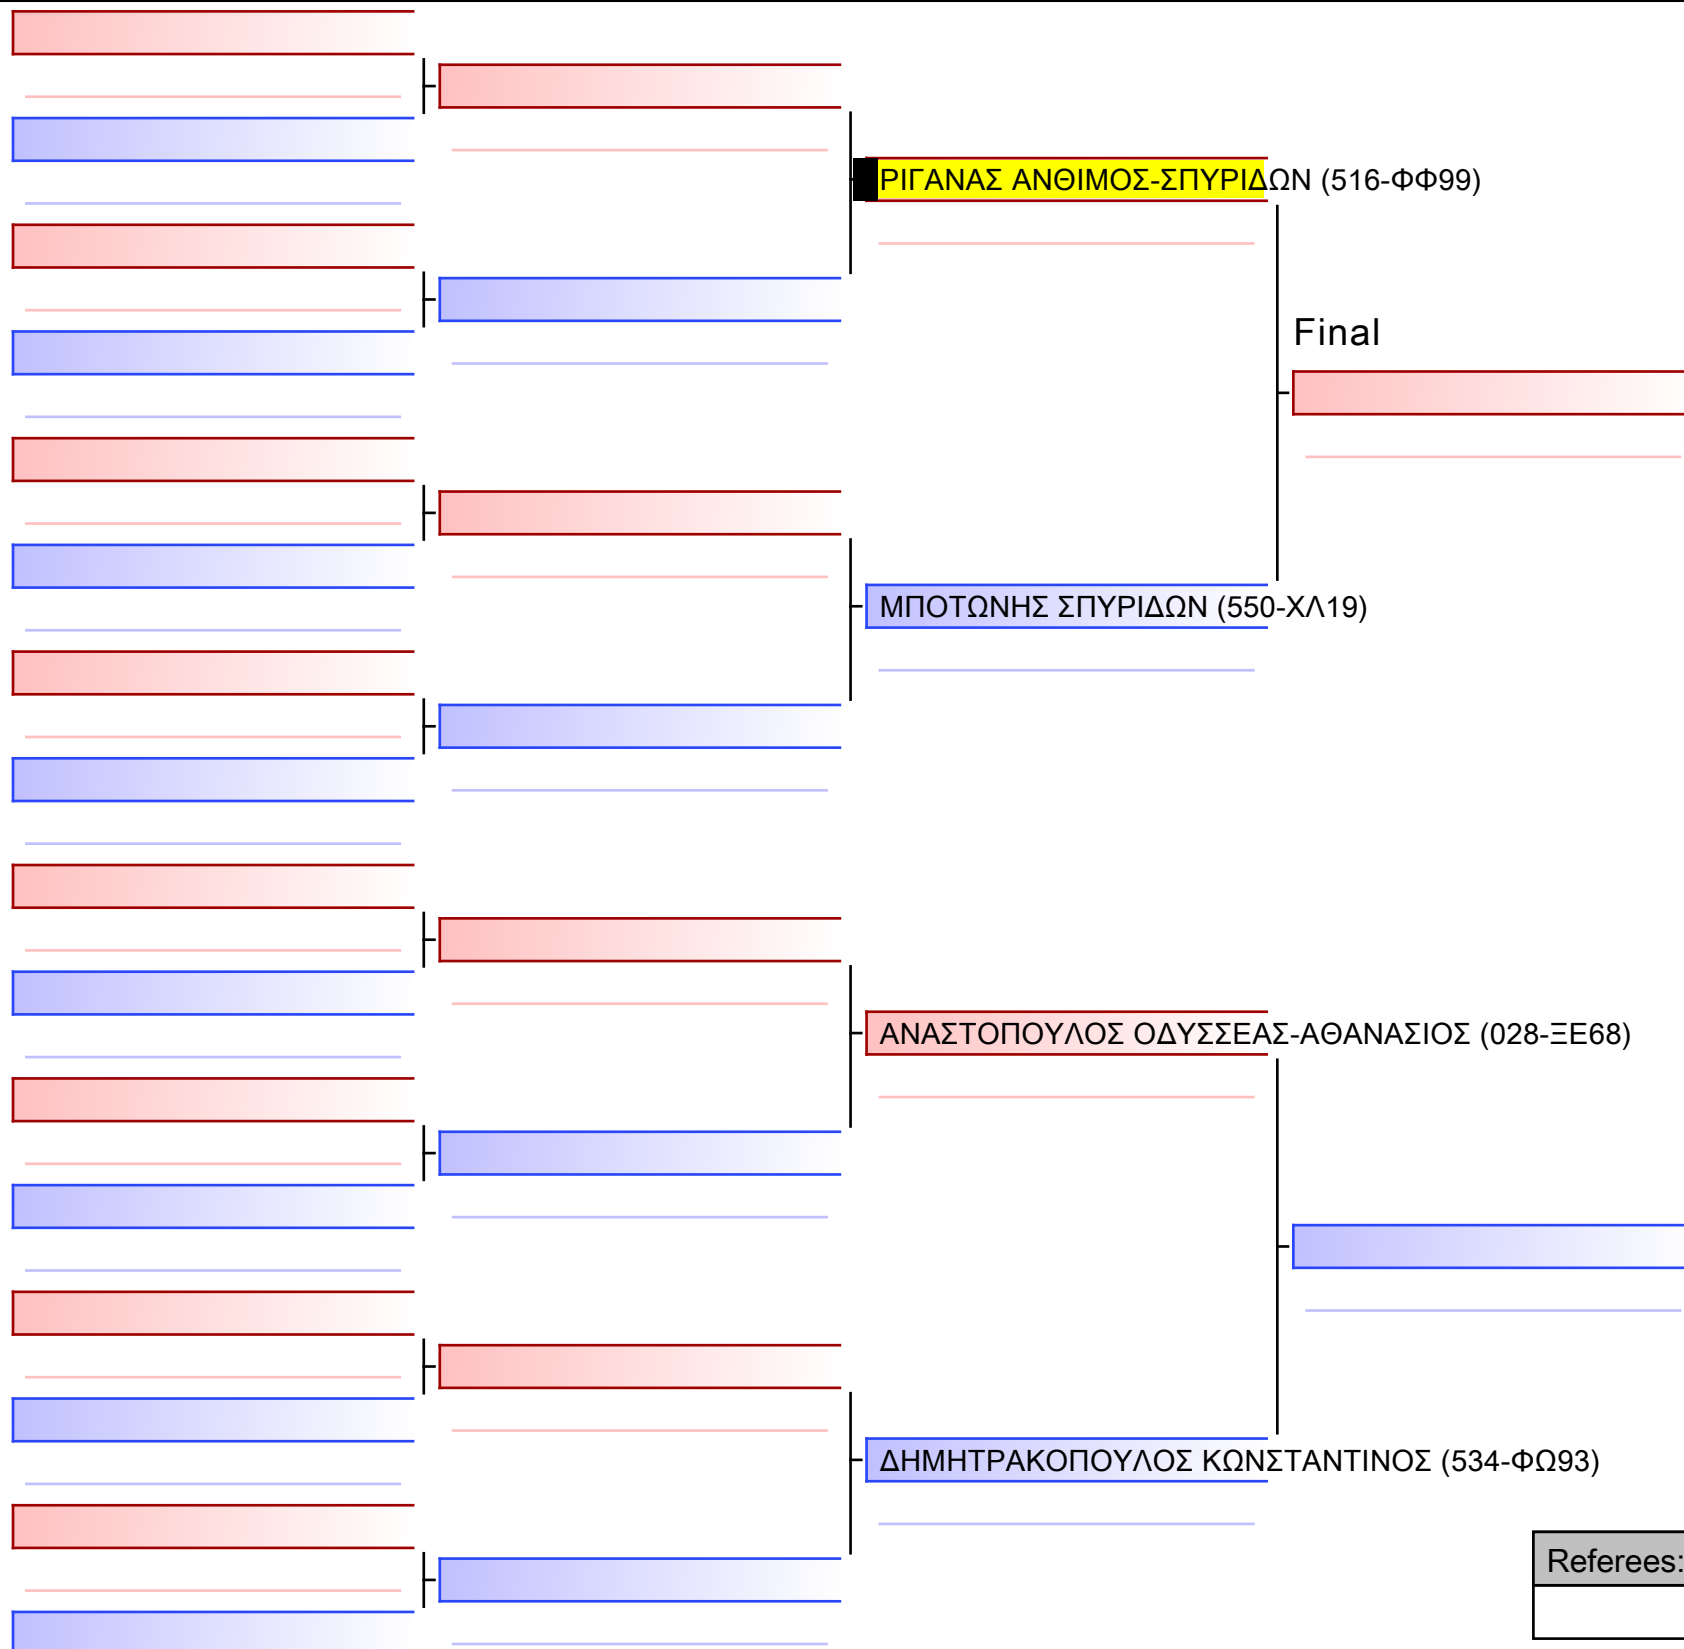 ΡΙΓΑΝΑΣ ΑΝΘΙΜΟΣ-ΣΠΥΡΙΔΩΝ (516-ΦΦ99)
Final
ΜΠΟΤΩΝΗΣ ΣΠΥΡΙΔΩΝ (550-ΧΛ19)
ΑΝΑΣΤΟΠΟΥΛΟΣ ΟΔΥΣΣΕΑΣ-ΑΘΑΝΑΣΙΟΣ (028-ΞΕ68)
ΔΗΜΗΤΡΑΚΟΠΟΥΛΟΣ ΚΩΝΣΤΑΝΤΙΝΟΣ (534-ΦΩ93)
Referees: